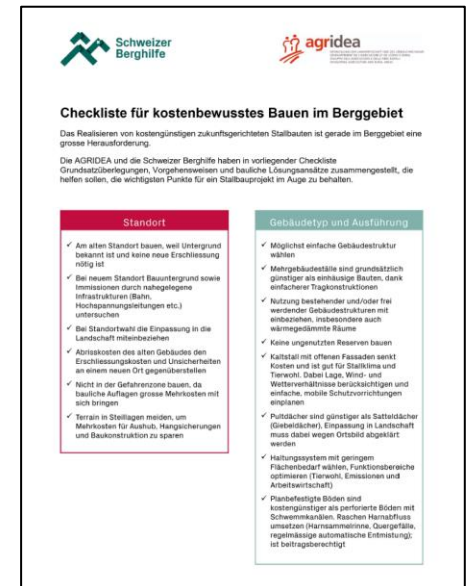 Schweizer
Berghilfe
agridea
Checkliste für kostenbewusstes Bauen im Berggebiet
Das Realisieren von kostengünstigen zukunftsgerichteten Stallbauten ist gerade im Berggebiet eine
grosse Herausforderung.
Die AGRIDEA und die Schweizer Berghilfe haben in vorliegender Checkliste
Grundsatzüberlegungen, Vorgehensweisen und bauliche Lösungsansätze zusammengestellt, die
helfen sollen, die wichtigsten Punkte für ein Stallbauprojekt im Auge zu behalten.
Standort
✓ Am alten Standort bauen, weil Untergrund
bekannt ist und keine neue Erschliessung
nötig ist
✓ Bei neuem Standort Bauuntergrund sowie
Immissionen durch nahegelegene
Infrastrukturen (Bahn,
Hochspannungsleitungen etc.)
untersuchen
✓ Bei Standortwahl die Einpassung in die
Landschaft miteinbeziehen
✓ Abrisskosten des alten Gebäudes den
Erschliessungskosten und Unsicherheiten
an einem neuen Ort gegenüberstellen
✓ Nicht in der Gefahrenzone bauen, da
bauliche Auflagen grosse Mehrkosten mit
sich bringen
✓ Terrain in Steillagen meiden, um
Mehrkosten für Aushub, Hangsicherungen
und Baukonstruktion zu sparen
Gebäudetyp und Ausführung
✓ Möglichst einfache Gebäudestruktur
wählen
✓ Mehrgebäudeställe sind grundsätzlich
günstiger als einhäusige Bauten, dank
einfacherer Tragkonstruktionen
✓ Nutzung bestehender und/oder frei
werdender Gebäudestrukturen mit
einbeziehen, insbesondere auch
wärmegedämmte Räume
✓ Keine ungenutzten Reserven bauen
✓ Kaltstall mit offenen Fassaden senkt
Kosten und ist gut für Stallklima und
Tierwohl. Dabei Lage, Wind- und
Wetterverhältnisse berücksichtigen und
einfache, mobile Schutzvorrichtungen
einplanen
✓ Pultdächer sind günstiger als Satteldächer
(Giebeldächer), Einpassung in Landschaft
muss dabei wegen Ortsbild abgeklärt
werden
✓ Haltungssystem mit geringem
Flächenbedarf wählen, Funktionsbereiche
optimieren (Tierwohl, Emissionen und
Arbeitswirtschaft)
✓ Planbefestigte Böden sind
kostengünstiger als perforierte Böden mit
Schwemmkanälen. Raschen Harnabfluss
umsetzen (Harnsammelrinne, Quergefälle,
regelmässige automatische Entmistung);
ist beitragsberechtigt